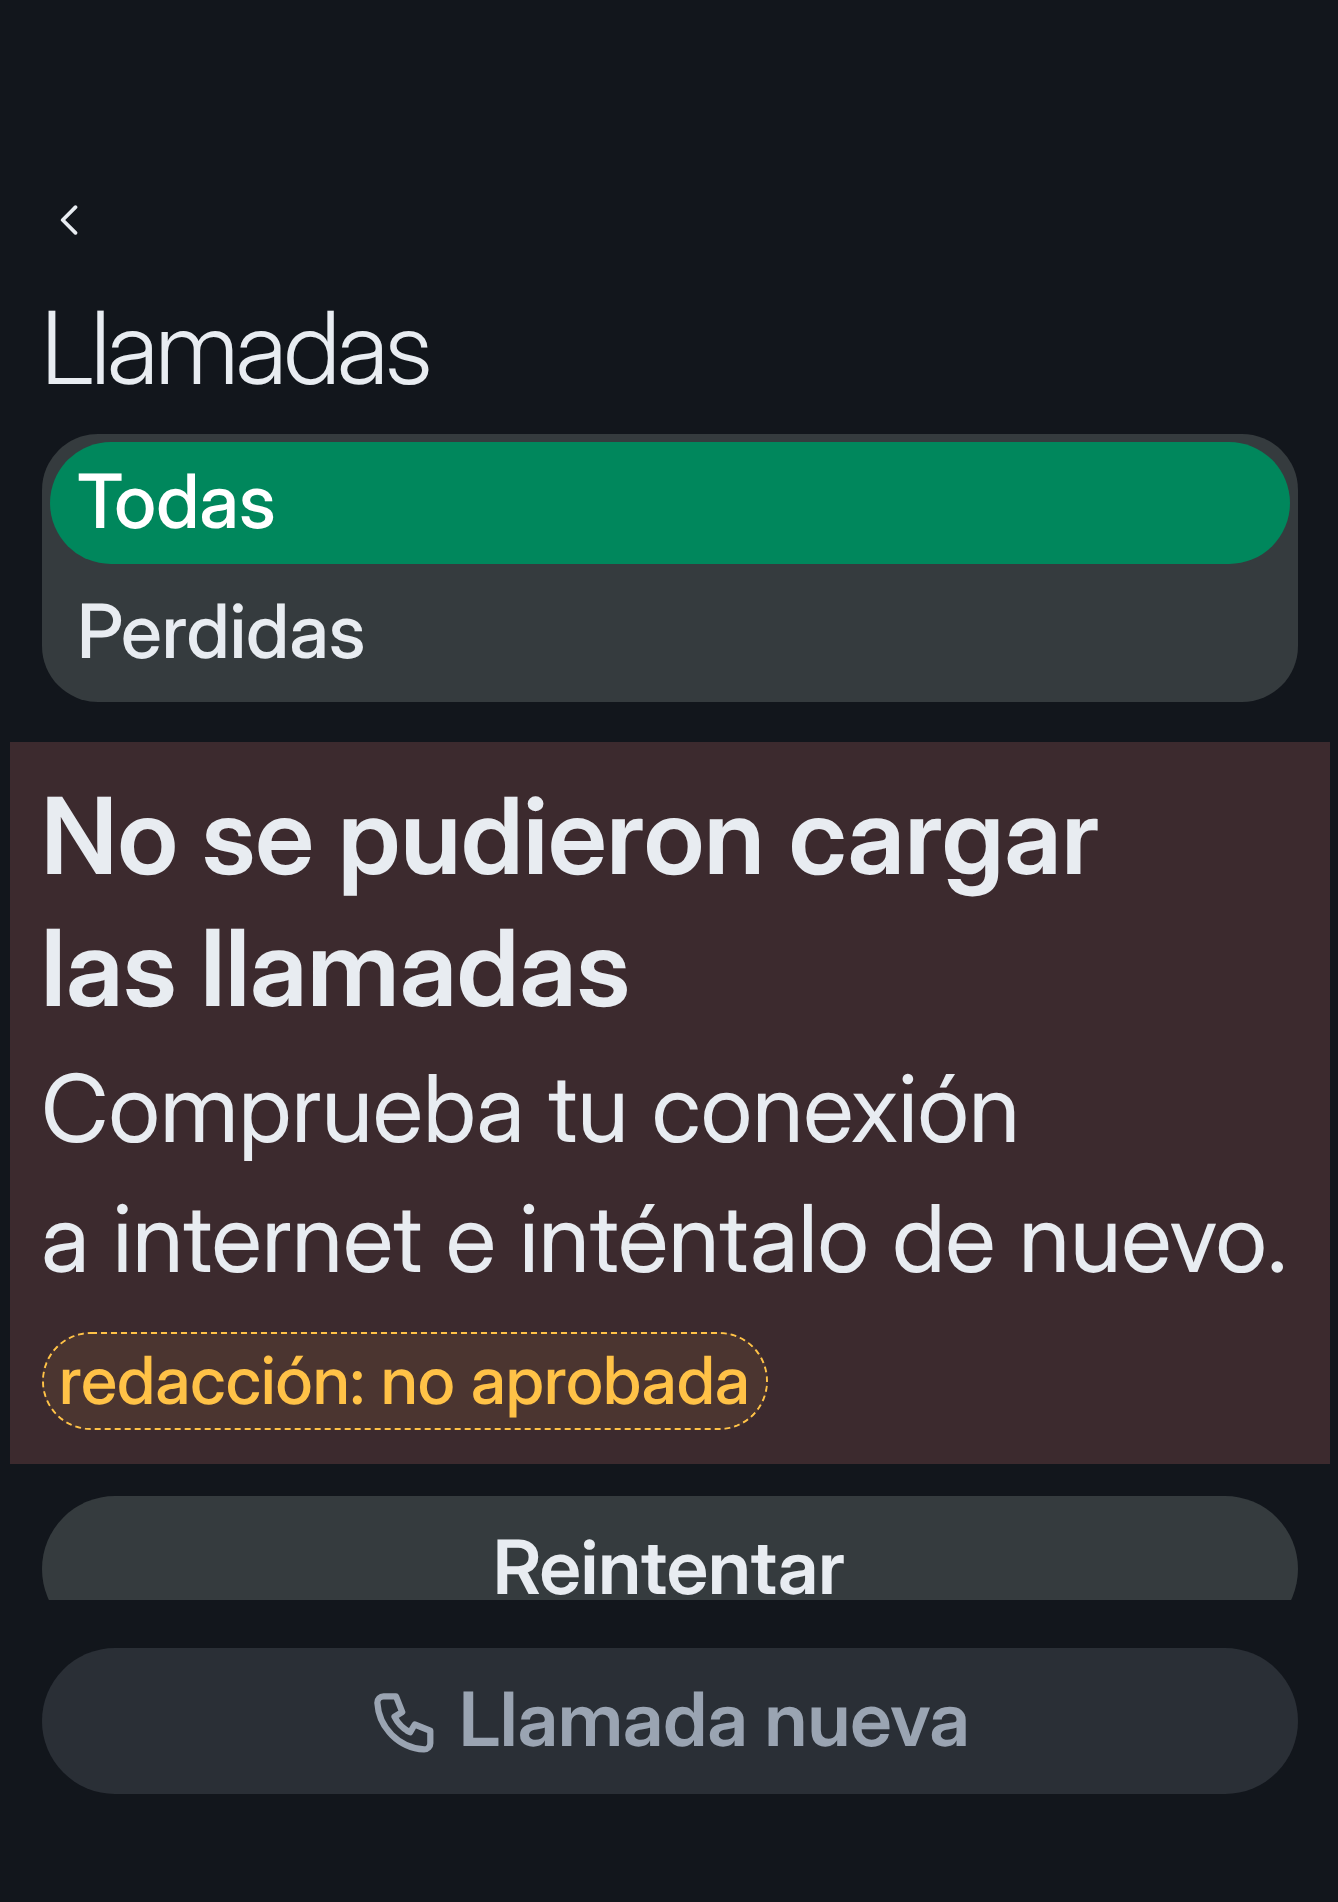 Llamadas
Todas
Perdidas
No se pudieron cargar
las llamadas
Comprueba tu conexión
a internet e inténtalo de nuevo.
redacción: no aprobada
Reintentar
Llamada nueva